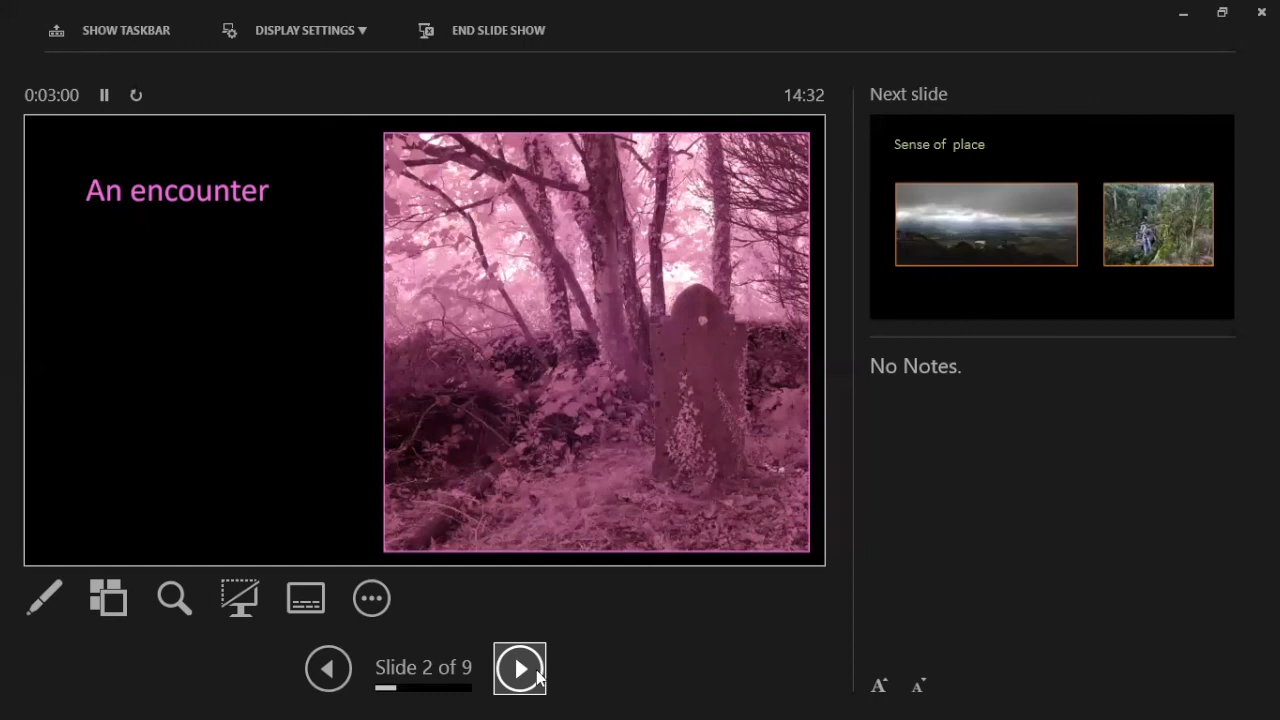 SHOW TASKBAR
DISPLAY SETTINGS
END SLIDE SHOW
0:03:00
14:32
An encounter
Next slide
Sense of place
No Notes.
Slide 2 of 9
A A